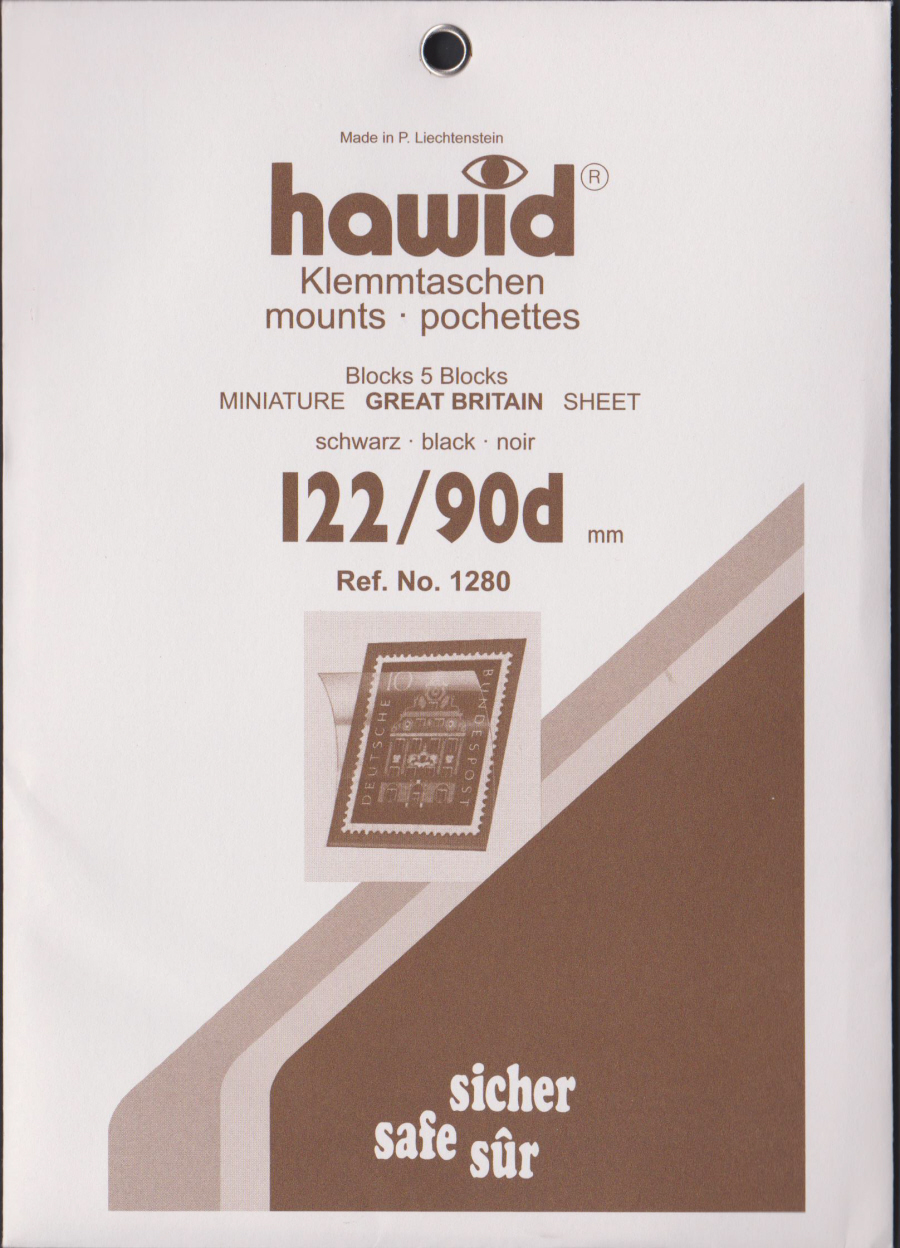 Made in P. Liechtenstein
hawid®
Klemmtaschen
mounts · pochettes
Blocks 5 Blocks
MINIATURE GREAT BRITAIN SHEET
schwarz · black · noir
122/90d mm
Ref. No. 1280
10
DEUTSCHE
BUNDESPOST
sicher
safe
sûr